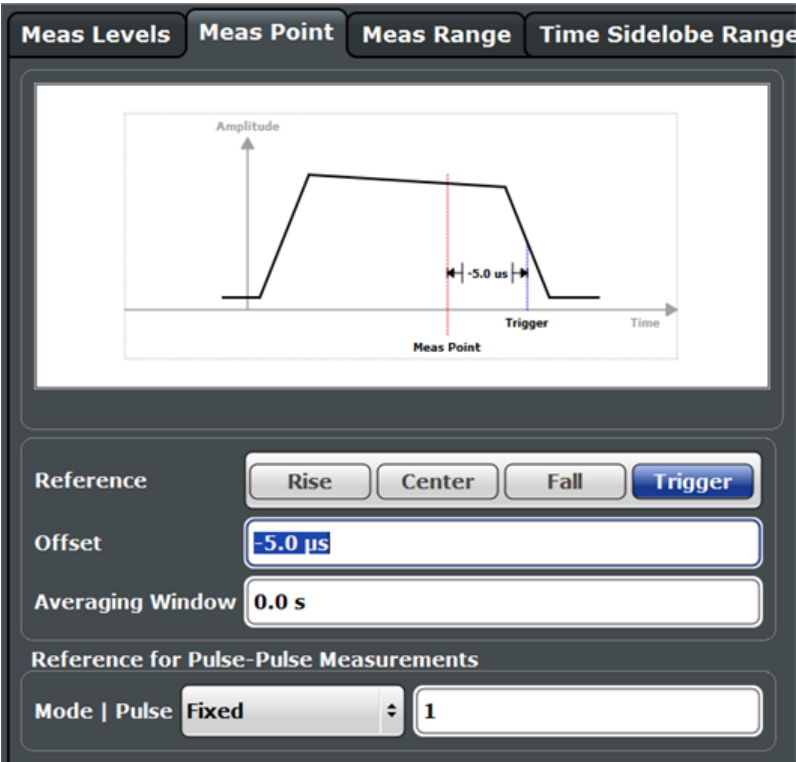 Meas Levels Meas Point Meas Range Time Sidelobe Range
Amplitude
-5.0 us
Trigger Time
Meas Point
Reference Rise Center Fall Trigger
Offset -5.0 µs
Averaging Window 0.0 s
Reference for Pulse-Pulse Measurements
Mode | Pulse Fixed 1